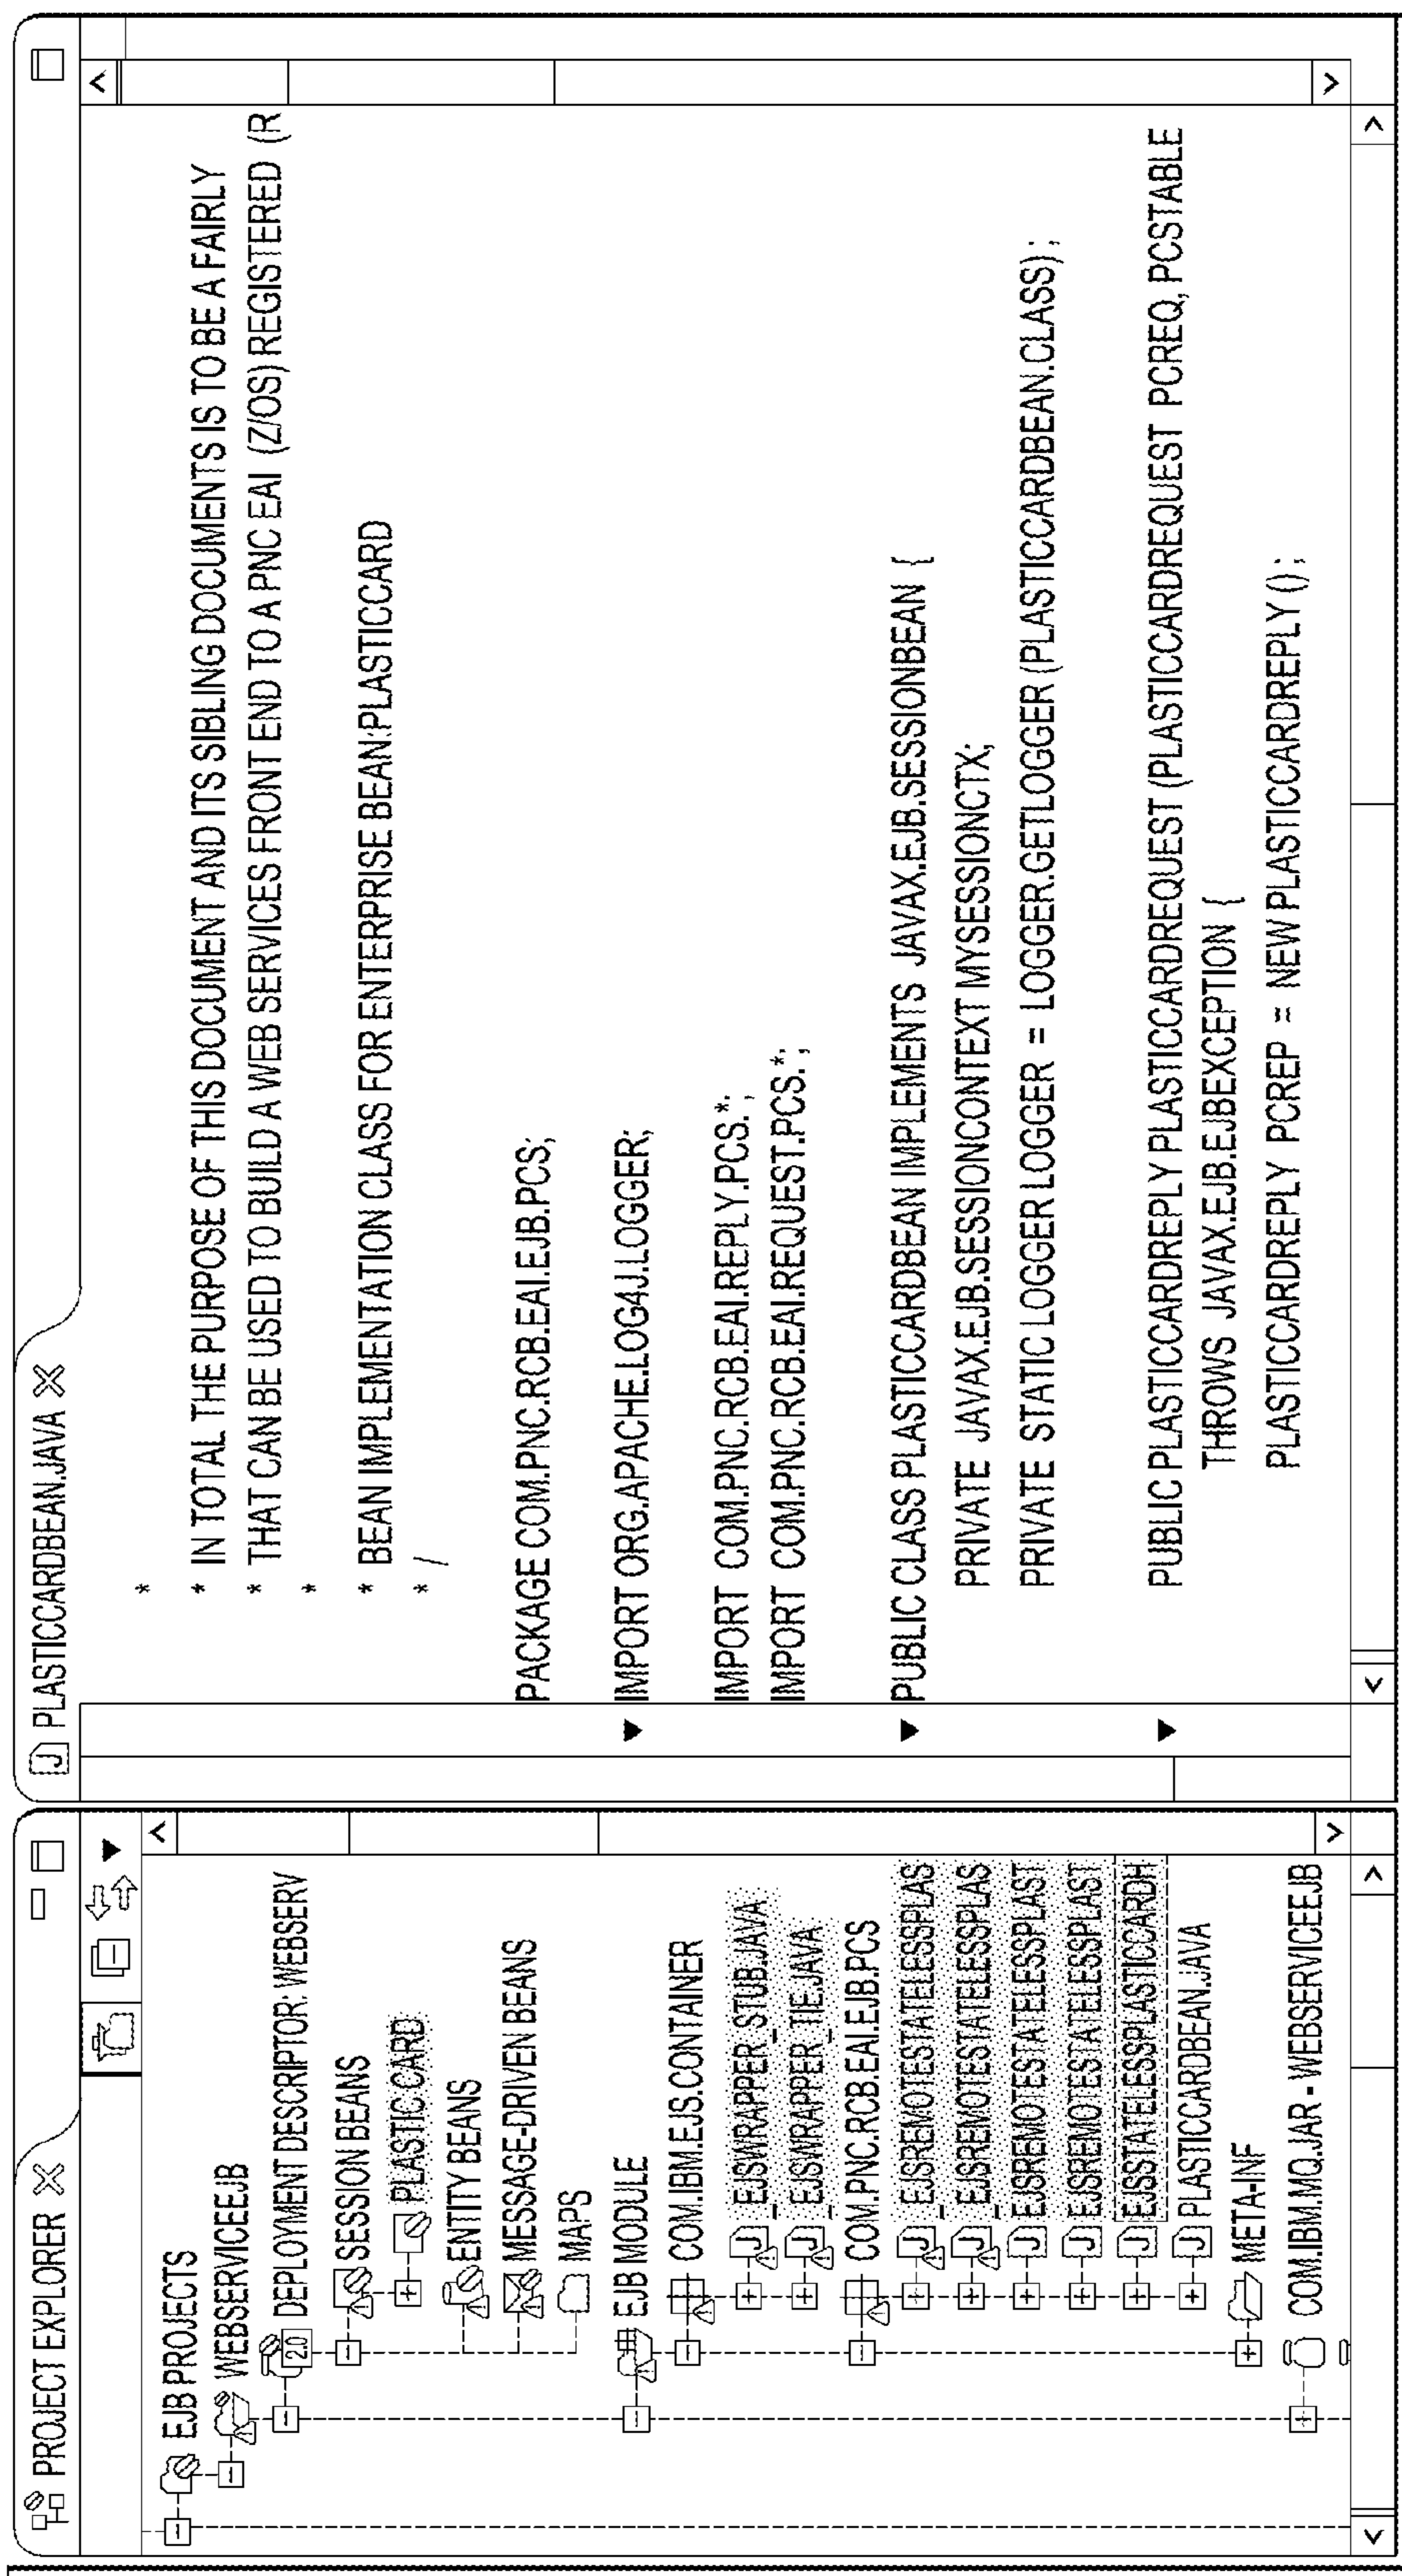 PROJECT EXPLORER
EJB PROJECTS
WEBSERVICEEJB
2.0 DEPLOYMENT DESCRIPTOR: WEBSERV
SESSION BEANS
PLASTIC CARD
ENTITY BEANS
MESSAGE-DRIVEN BEANS
MAPS
EJB MODULE
COM.IBM.EJS.CONTAINER
J _EJSWRAPPER_STUB.JAVA
J _EJSWRAPPER_TIE.JAVA
COM.PNC.RCB.EAI.EJB.PCS
J _EJSREMOTESTATELESSPLAS
J _EJSREMOTESTATELESSPLAS
J EJSREMOTESTATELESSPLAST
J EJSREMOTESTATELESSPLAST
J EJSSTATELESSPLASTICCARDH
J PLASTICCARDBEAN.JAVA
META-INF
COM.IBM.MQ.JAR - WEBSERVICEEJB
J PLASTICCARDBEAN.JAVA
*
* IN TOTAL THE PURPOSE OF THIS DOCUMENT AND ITS SIBLING DOCUMENTS IS TO BE A FAIRLY
* THAT CAN BE USED TO BUILD A WEB SERVICES FRONT END TO A PNC EAI (Z/OS) REGISTERED (R
*
* BEAN IMPLEMENTATION CLASS FOR ENTERPRISE BEAN:PLASTICCARD
* /
PACKAGE COM.PNC.RCB.EAI.EJB.PCS;
IMPORT ORG.APACHE.LOG4J.LOGGER;
IMPORT COM.PNC.RCB.EAI.REPLY.PCS.*;
IMPORT COM.PNC.RCB.EAI.REQUEST.PCS.*;
PUBLIC CLASS PLASTICCARDBEAN IMPLEMENTS JAVAX.EJB.SESSIONBEAN {
PRIVATE JAVAX.EJB.SESSIONCONTEXT MYSESSIONCTX;
PRIVATE STATIC LOGGER LOGGER = LOGGER.GETLOGGER (PLASTICCARDBEAN.CLASS) ;
PUBLIC PLASTICCARDREPLY PLASTICCARDREQUEST (PLASTICCARDREQUEST PCREQ, PCSTABLE
THROWS JAVAX.EJB.EJBEXCEPTION {
PLASTICCARDREPLY PCREP = NEW PLASTICCARDREPLY () ;